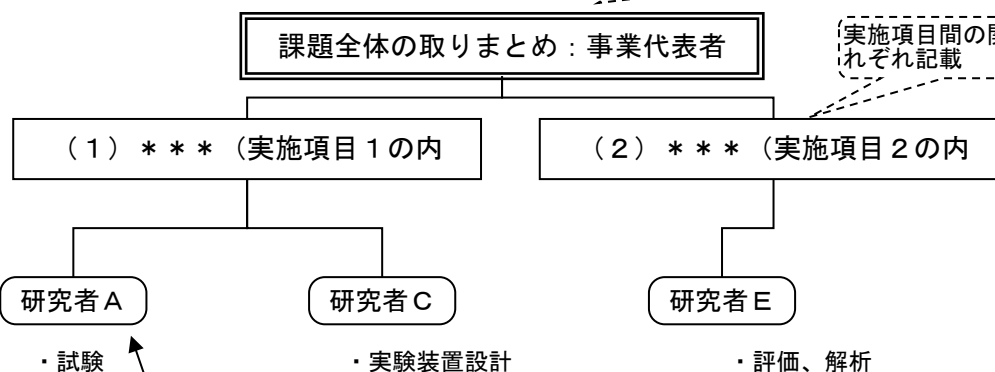 課題全体の取りまとめ：事業代表者
実施項目間の関
れぞれ記載
（１）＊＊＊（実施項目１の内
（２）＊＊＊（実施項目２の内
研究者Ａ
研究者Ｃ
研究者Ｅ
・試験
・実験装置設計
・評価、解析